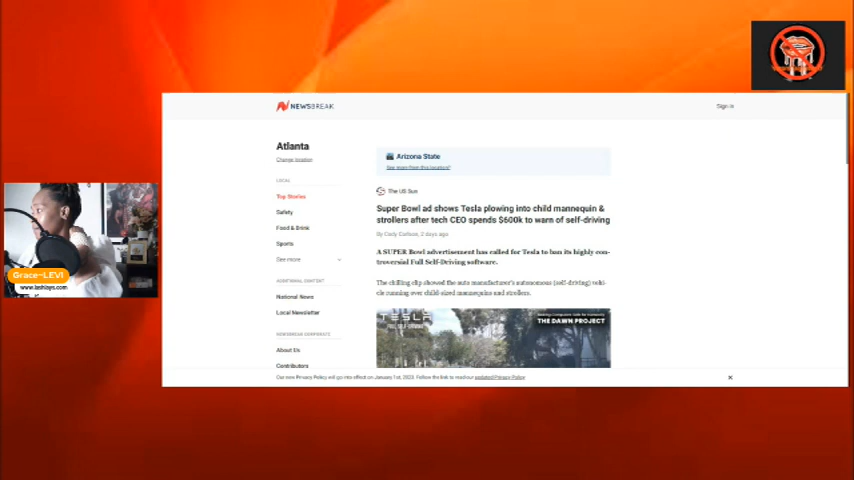 NEWSBREAK
Sign in
Atlanta
Change location
LOCAL
Top Stories
Safety
Food & Drink
Sports
See more
ADDITIONAL CONTENT
National News
Local Newsletter
NEWSBREAK CORPORATE
About Us
Contributors
Arizona State
See more from this location?
The US Sun
Super Bowl ad shows Tesla plowing into child mannequin &
strollers after tech CEO spends $600k to warn of self-driving
By Cody Carlson, 2 days ago
A SUPER Bowl advertisement has called for Tesla to ban its highly con-
troversial Full Self-Driving software.
The chilling clip showed the auto manufacturer's autonomous (self-driving) vehi-
cle running over child-sized mannequins and strollers.
TESLA
FULL SELF-DRIVING
THE DAWN PROJECT
Our new Privacy Policy will go into effect on January 1st, 2023. Follow the link to read our updated Privacy Policy.
Grace-LEVI